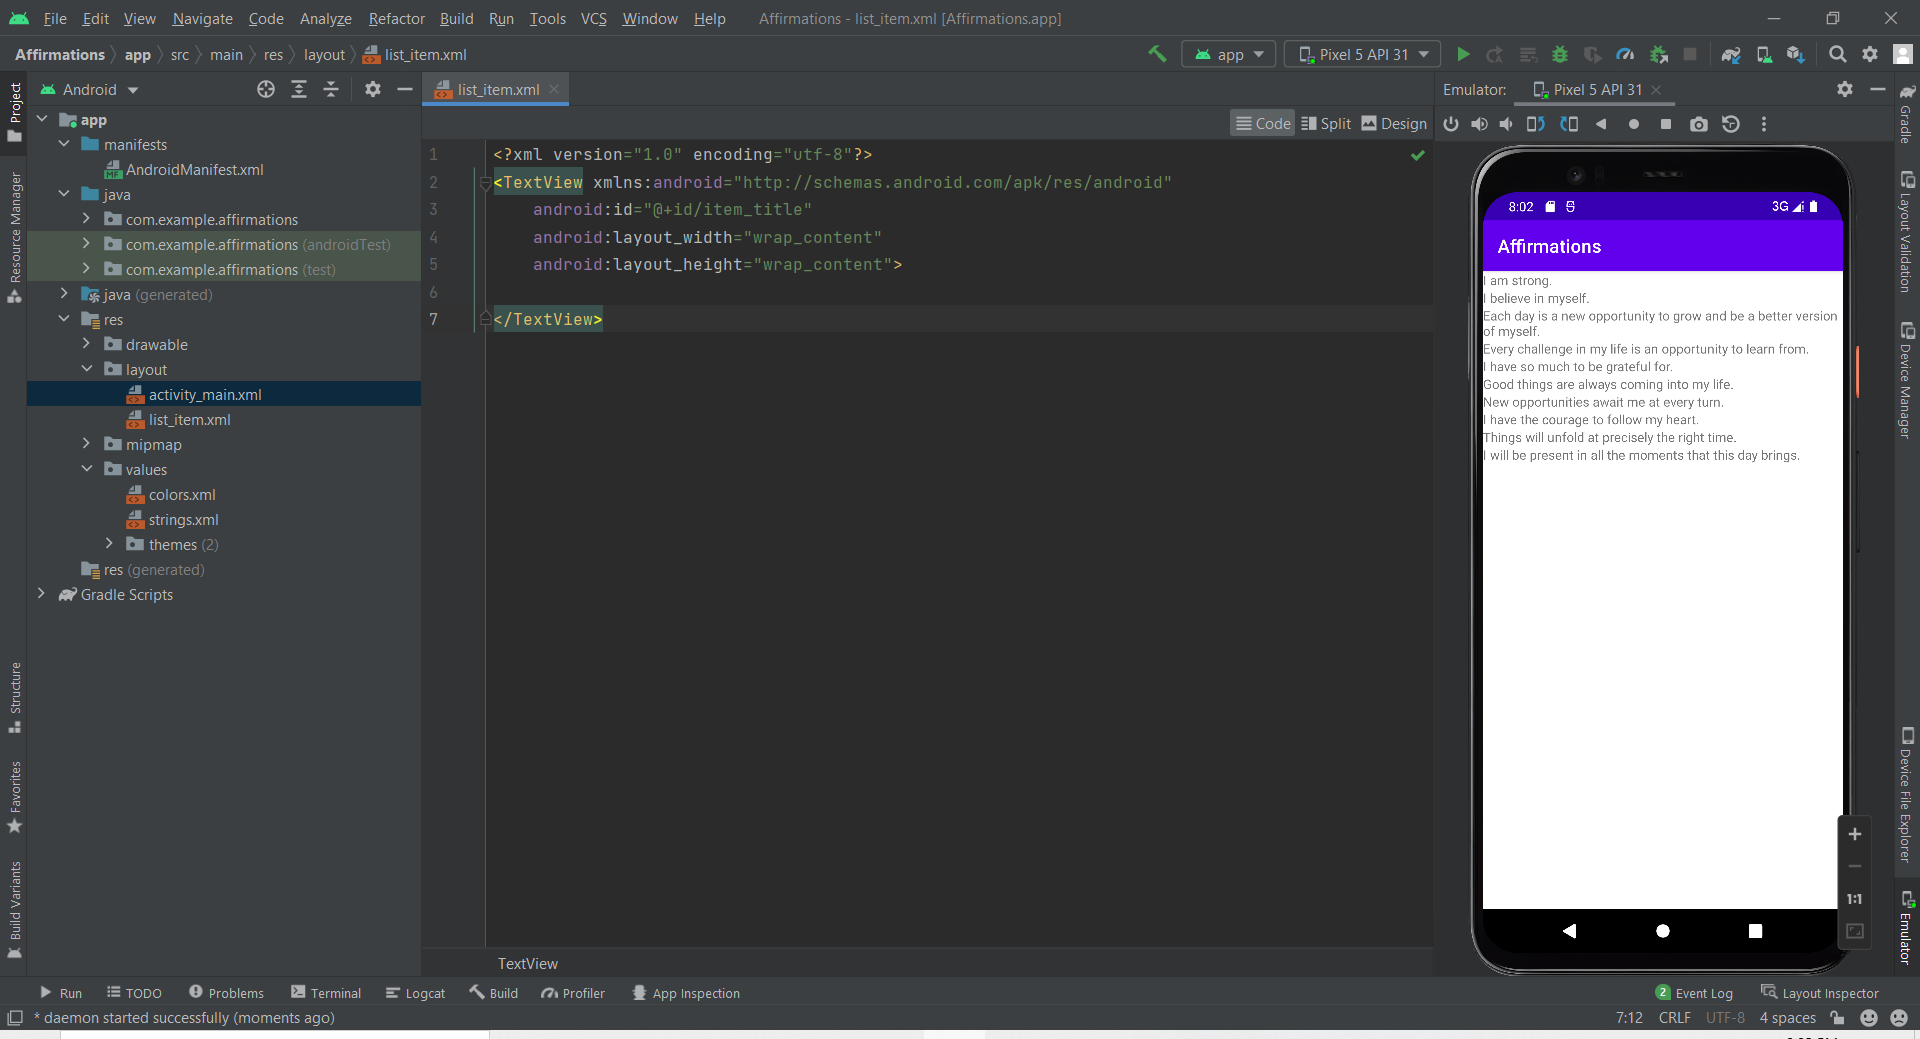 File Edit View Navigate Code Analyze Refactor Build Run Tools VCS Window Help Affirmations - list_item.xml [Affirmations.app]
Affirmations app src main res layout list_item.xml app Pixel 5 API 31
Android list_item.xml Emulator: Pixel 5 API 31
Code Split Design
Project
Resource Manager
Structure
Favorites
Build Variants
app
manifests
AndroidManifest.xml
java
com.example.affirmations
com.example.affirmations (androidTest)
com.example.affirmations (test)
java (generated)
res
drawable
layout
activity_main.xml
list_item.xml
mipmap
values
colors.xml
strings.xml
themes (2)
res (generated)
Gradle Scripts
1 <?xml version="1.0" encoding="utf-8"?>
2 <TextView xmlns:android="http://schemas.android.com/apk/res/android"
3 android:id="@+id/item_title"
4 android:layout_width="wrap_content"
5 android:layout_height="wrap_content">
6
7 </TextView>
TextView
8:02 3G
Affirmations
I am strong.
I believe in myself.
Each day is a new opportunity to grow and be a better version
of myself.
Every challenge in my life is an opportunity to learn from.
I have so much to be grateful for.
Good things are always coming into my life.
New opportunities await me at every turn.
I have the courage to follow my heart.
Things will unfold at precisely the right time.
I will be present in all the moments that this day brings.
1:1
Gradle
Layout Validation
Device Manager
Device File Explorer
Emulator
Run TODO Problems Terminal Logcat Build Profiler App Inspection 2 Event Log Layout Inspector
* daemon started successfully (moments ago) 7:12 CRLF UTF-8 4 spaces